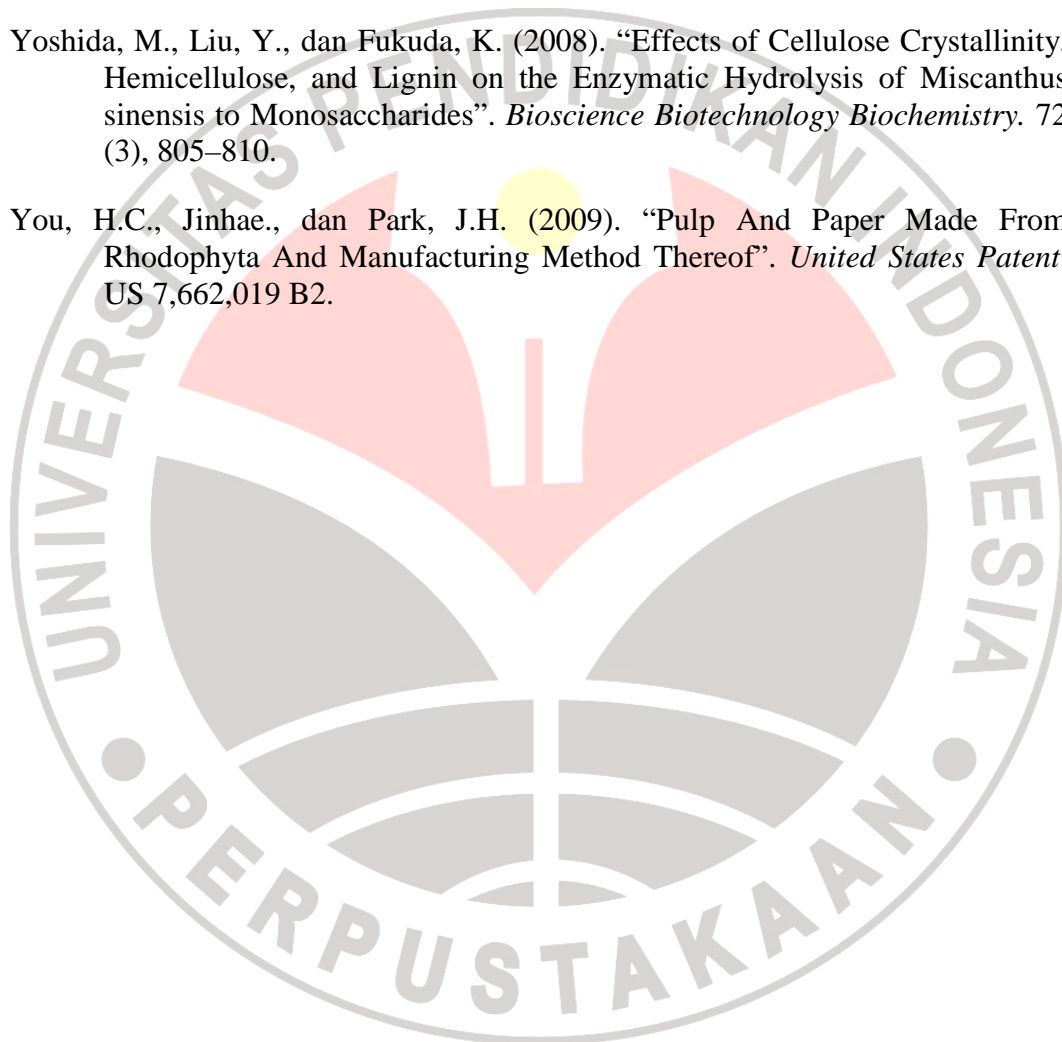 Yoshida, M., Liu, Y., dan Fukuda, K. (2008). “Effects of Cellulose Crystallinity,
Hemicellulose, and Lignin on the Enzymatic Hydrolysis of Miscanthus
sinensis to Monosaccharides”. Bioscience Biotechnology Biochemistry. 72
(3), 805–810.
You, H.C., Jinhae., dan Park, J.H. (2009). “Pulp And Paper Made From
Rhodophyta And Manufacturing Method Thereof”. United States Patent
US 7,662,019 B2.
UNIVERSITAS PENDIDIKAN INDONESIA
PERPUSTAKAAN